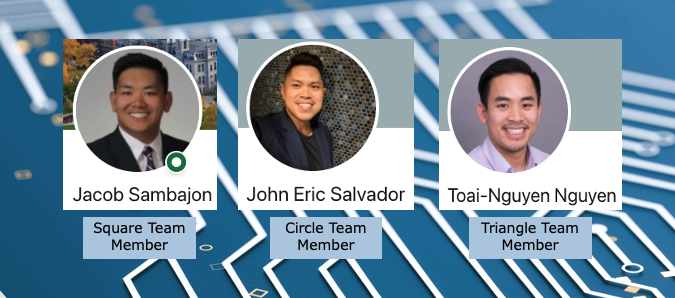 Jacob Sambajon
John Eric Salvador
Toai-Nguyen Nguyen
Square Team
Member
Circle Team
Member
Triangle Team
Member